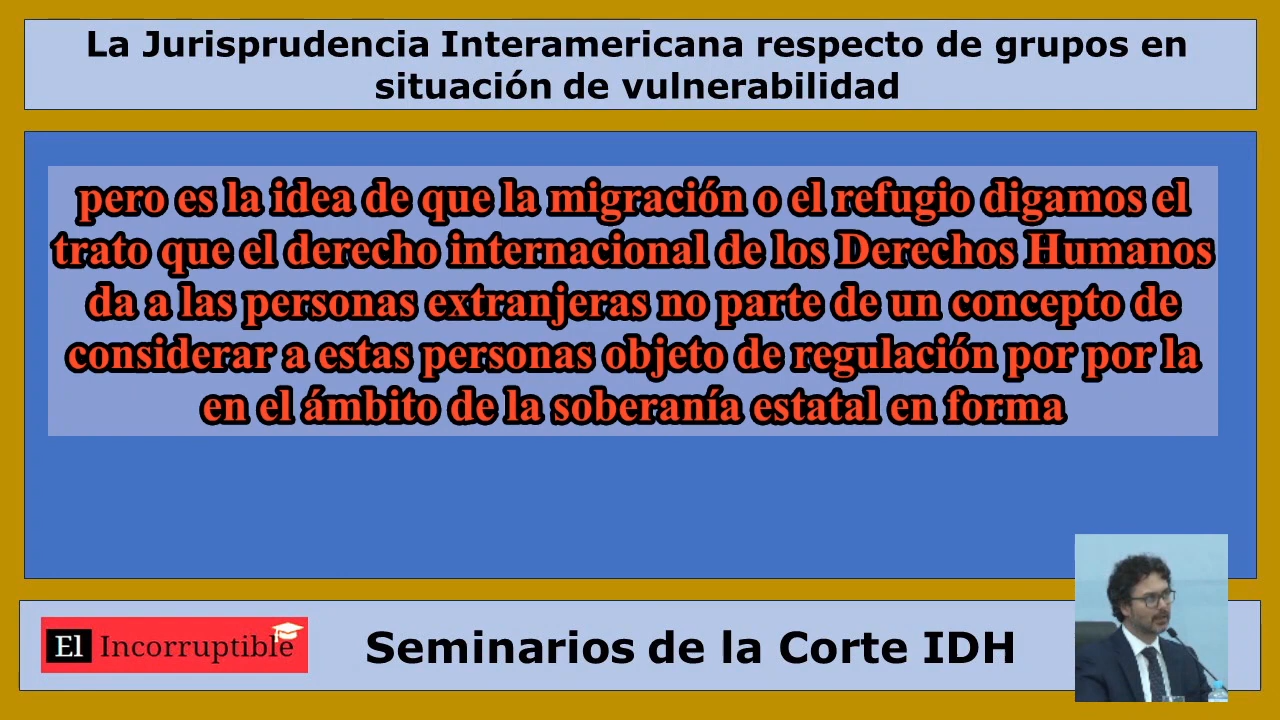 La Jurisprudencia Interamericana respecto de grupos en
situación de vulnerabilidad
pero es la idea de que la migración o el refugio digamos el
trato que el derecho internacional de los Derechos Humanos
da a las personas extranjeras no parte de un concepto de
considerar a estas personas objeto de regulación por por la
en el ámbito de la soberanía estatal en forma
El Incorruptible
Seminarios de la Corte IDH